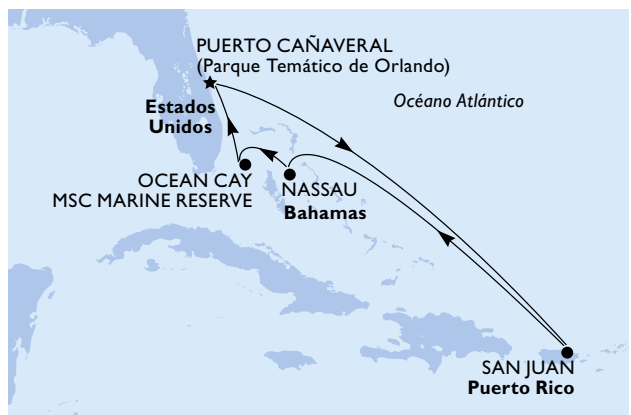 PUERTO CAÑAVERAL
(Parque Temático de Orlando)
Océano Atlántico
Estados
Unidos
OCEAN CAY
MSC MARINE RESERVE
NASSAU
Bahamas
SAN JUAN
Puerto Rico